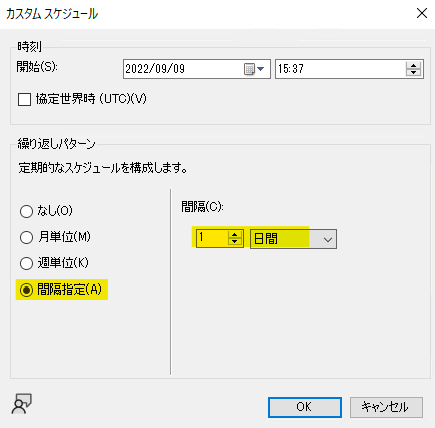 カスタム スケジュール
時刻
開始(S):
2022/09/09
15:37
協定世界時 (UTC)(V)
繰り返しパターン
定期的なスケジュールを構成します。
なし(O)
月単位(M)
週単位(K)
間隔指定(A)
間隔(C):
1
日間
OK
キャンセル